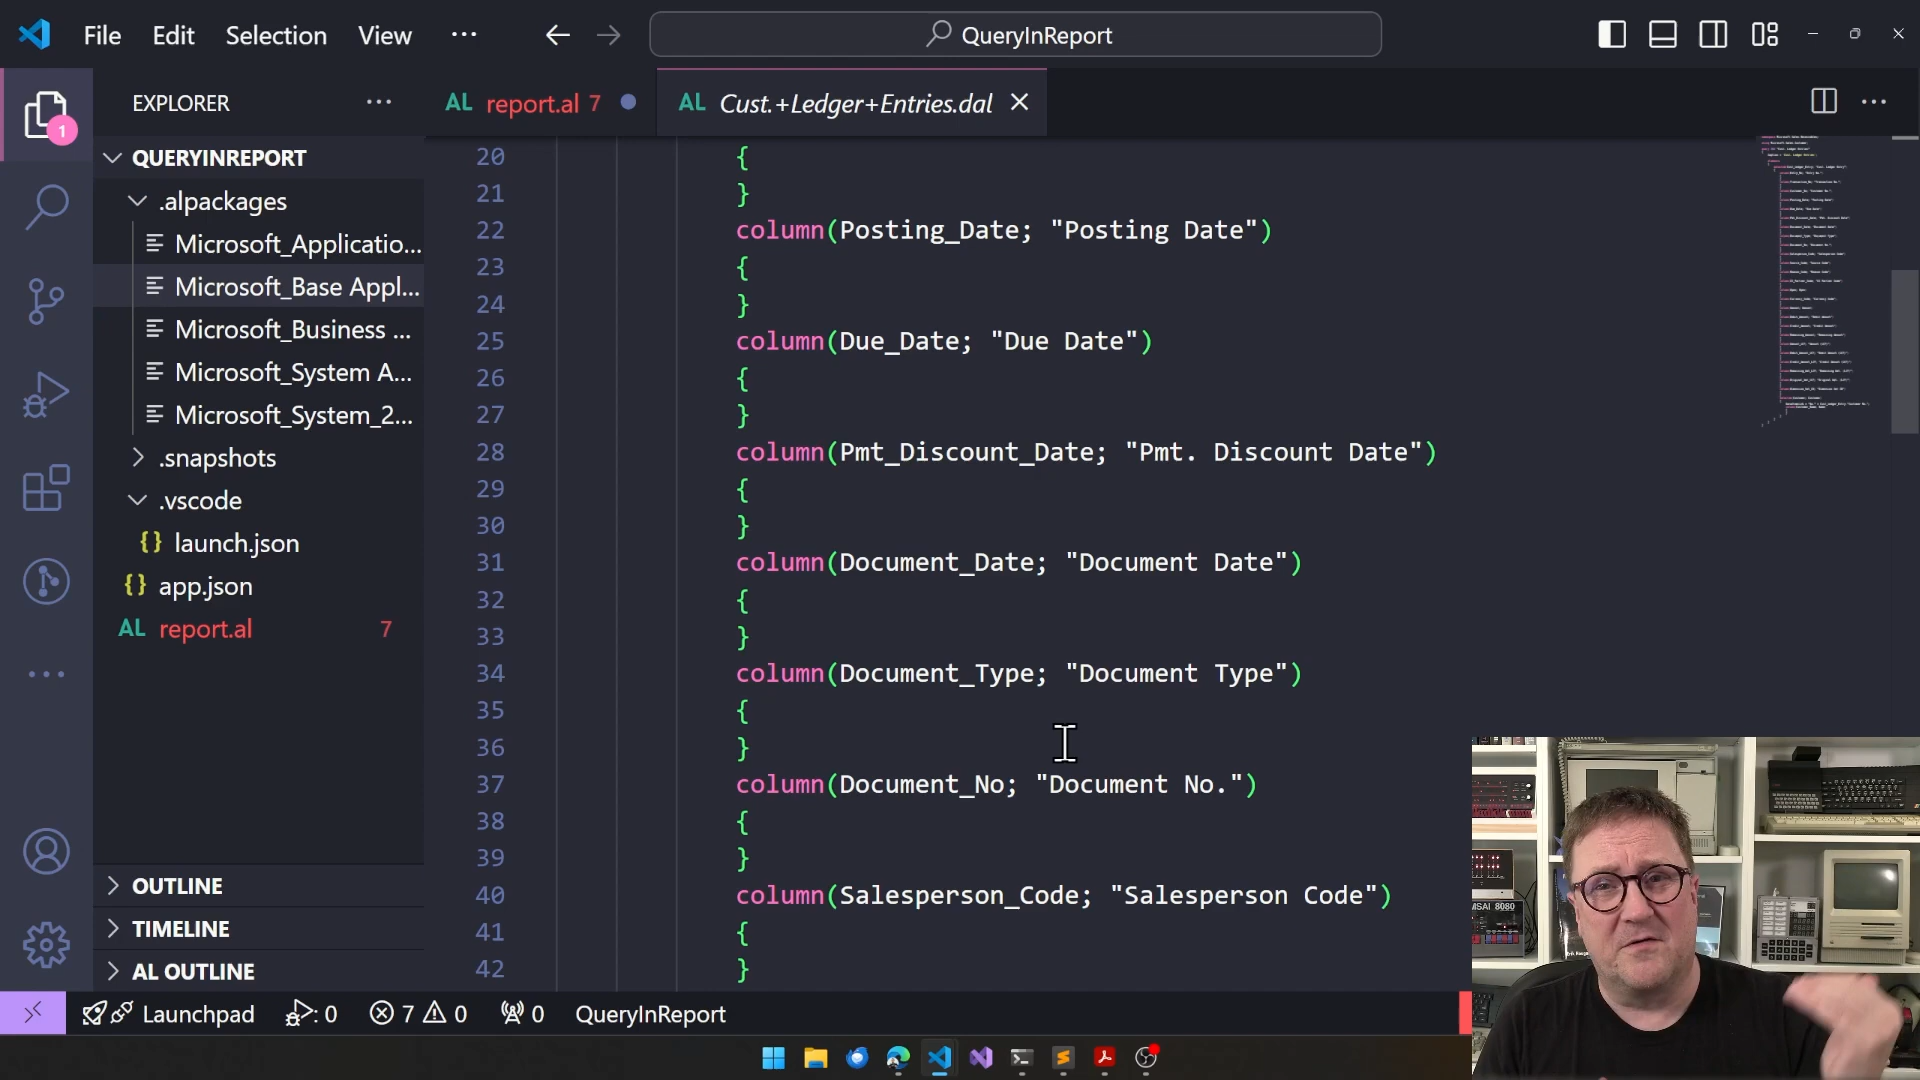 File Edit Selection View ··· QueryInReport
EXPLORER ···
AL report.al 7
AL Cust.+Ledger+Entries.dal
QUERYINREPORT
.alpackages
Microsoft_Applicatio...
Microsoft_Base Appl...
Microsoft_Business ...
Microsoft_System A...
Microsoft_System_2...
.snapshots
.vscode
{} launch.json
{} app.json
AL report.al 7
OUTLINE
TIMELINE
AL OUTLINE
1
20 {
21 }
22 column(Posting_Date; "Posting Date")
23 {
24 }
25 column(Due_Date; "Due Date")
26 {
27 }
28 column(Pmt_Discount_Date; "Pmt. Discount Date")
29 {
30 }
31 column(Document_Date; "Document Date")
32 {
33 }
34 column(Document_Type; "Document Type")
35 {
36 }
37 column(Document_No; "Document No.")
38 {
39 }
40 column(Salesperson_Code; "Salesperson Code")
41 {
42 }
Launchpad : 0 7 0 0 QueryInReport